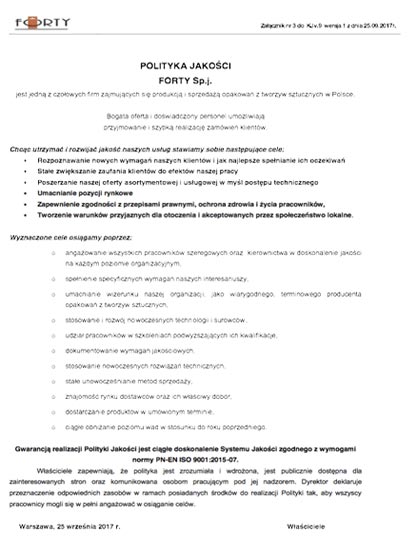 FORTY
Załącznik nr 3 do KJ v.9 wersja 1 z dnia 25.09.2017r.
POLITYKA JAKOŚCI
FORTY Sp.j.
jest jedną z czołowych firm zajmujących się produkcją i sprzedażą opakowań z tworzyw sztucznych w Polsce.
Bogata oferta i doświadczony personel umożliwiają
przyjmowanie i szybką realizację zamówień klientów.
Chcąc utrzymać i rozwijać jakość naszych usług stawiamy sobie następujące cele:
• Rozpoznawanie nowych wymagań naszych klientów i jak najlepsze spełnianie ich oczekiwań
• Stałe zwiększanie zaufania klientów do efektów naszej pracy
• Poszerzanie naszej oferty asortymentowej i usługowej w myśl postępu technicznego
• Umacnianie pozycji rynkowe
• Zapewnienie zgodności z przepisami prawnymi, ochrona zdrowia i życia pracowników,
• Tworzenie warunków przyjaznych dla otoczenia i akceptowanych przez społeczeństwo lokalne.
Wyznaczone cele osiągamy poprzez:
o angażowanie wszystkich pracowników szeregowych oraz kierownictwa w doskonalenie jakości
na każdym poziomie organizacyjnym,
o spełnienie specyficznych wymagań naszych interesariuszy,
o umacnianie wizerunku naszej organizacji, jako wiarygodnego, terminowego producenta
opakowań z tworzyw sztucznych,
o stosowanie i rozwój nowoczesnych technologii i surowców,
o udział pracowników w szkoleniach podwyższających ich kwalifikacje,
o dokumentowanie wymagań jakościowych,
o stosowanie nowoczesnych rozwiązań technicznych,
o stałe unowocześnianie metod sprzedaży,
o znajomość rynku dostawców oraz ich właściwy dobór,
o dostarczanie produktów w umówionym terminie,
o ciągłe obniżanie poziomu wad w stosunku do roku poprzedniego.
Gwarancją realizacji Polityki Jakości jest ciągłe doskonalenie Systemu Jakości zgodnego z wymogami
normy PN-EN ISO 9001:2015-07.
Właściciele zapewniają, że polityka jest zrozumiała i wdrożona, jest publicznie dostępna dla
zainteresowanych stron oraz komunikowana osobom pracującym pod jej nadzorem. Dyrektor deklaruje
przeznaczenie odpowiednich zasobów w ramach posiadanych środków do realizacji Polityki tak, aby wszyscy
pracownicy mogli się w pełni angażować w osiąganie celów.
Warszawa, 25 września 2017 r.
Właściciele